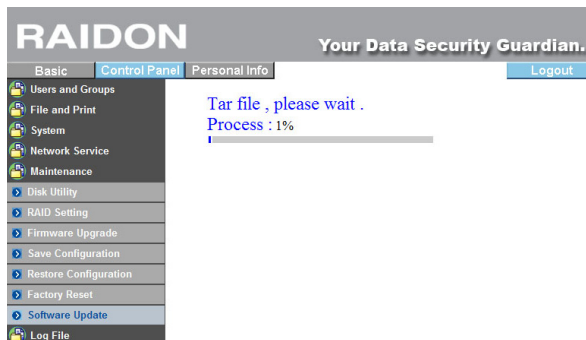 RAIDON
Your Data Security Guardian.
Basic
Control Panel
Personal Info
Logout
Users and Groups
File and Print
System
Network Service
Maintenance
Disk Utility
RAID Setting
Firmware Upgrade
Save Configuration
Restore Configuration
Factory Reset
Software Update
Log File
Tar file , please wait .
Process : 1%